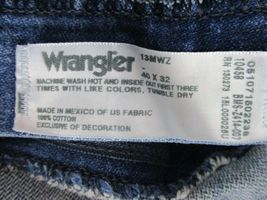 Wrangler
13MWZ
40 X 32
MACHINE WASH HOT AND INSIDE OUT FIRST THREE
TIMES WITH LIKE COLORS, TUMBLE DRY
MADE IN MEXICO OF US FABRIC
100% COTTON
EXCLUSIVE OF DECORATION